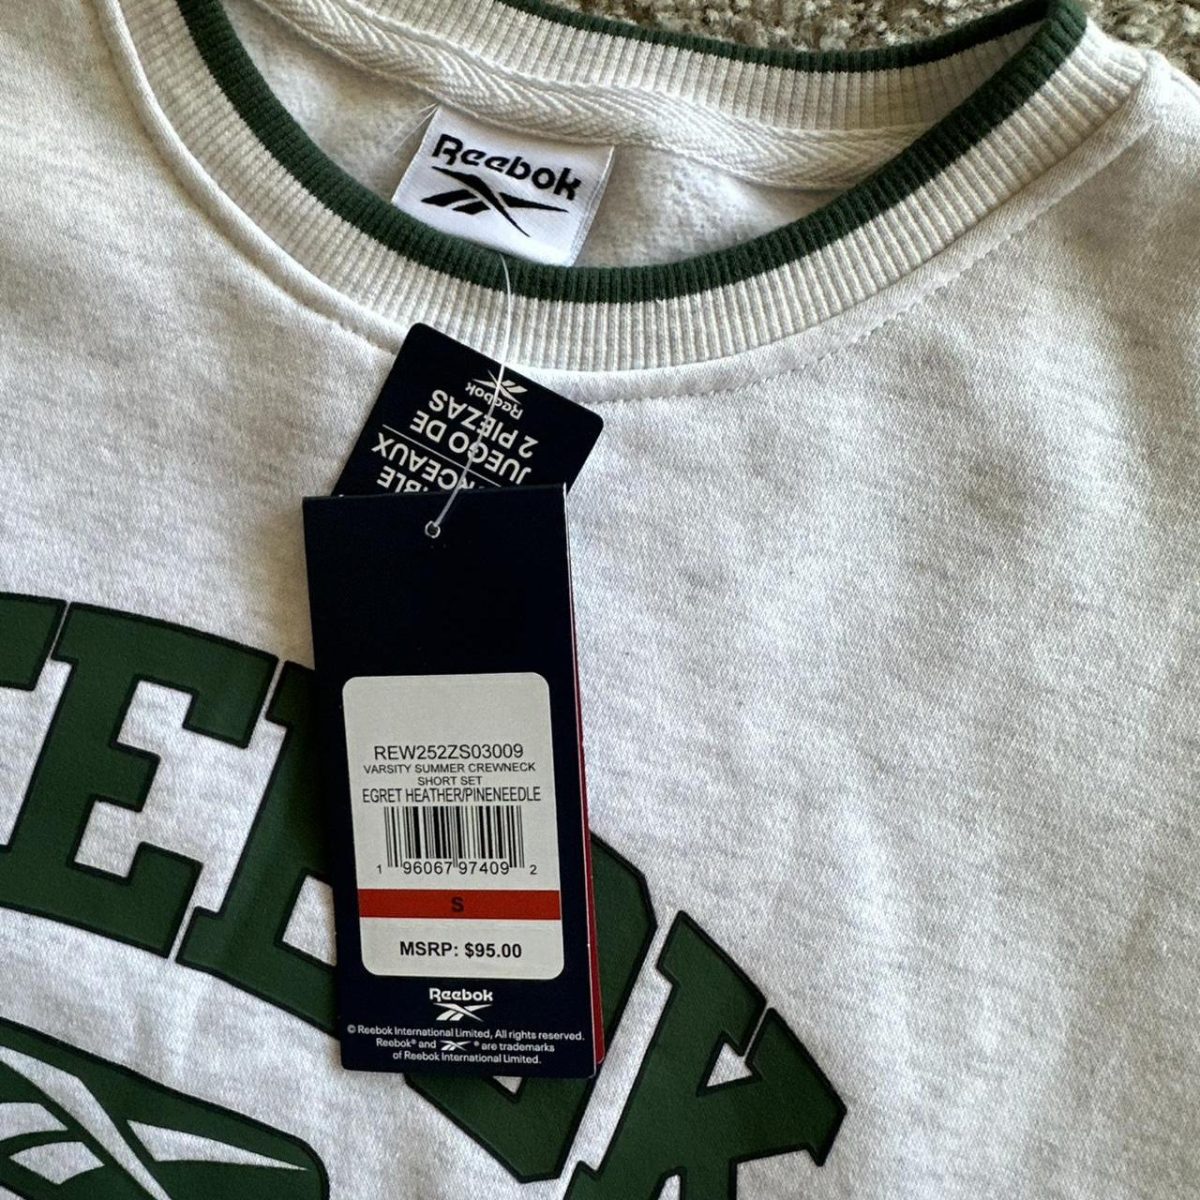 Reebok
Reebok
2 PIEZAS
JUEGO DE
REW252ZS03009
VARSITY SUMMER CREWNECK
SHORT SET
EGRET HEATHER/PINENEEDLE
1 96067 97409 2
S
MSRP: $95.00
Reebok
© Reebok International Limited, All rights reserved.
Reebok® and ® are trademarks
of Reebok International Limited.